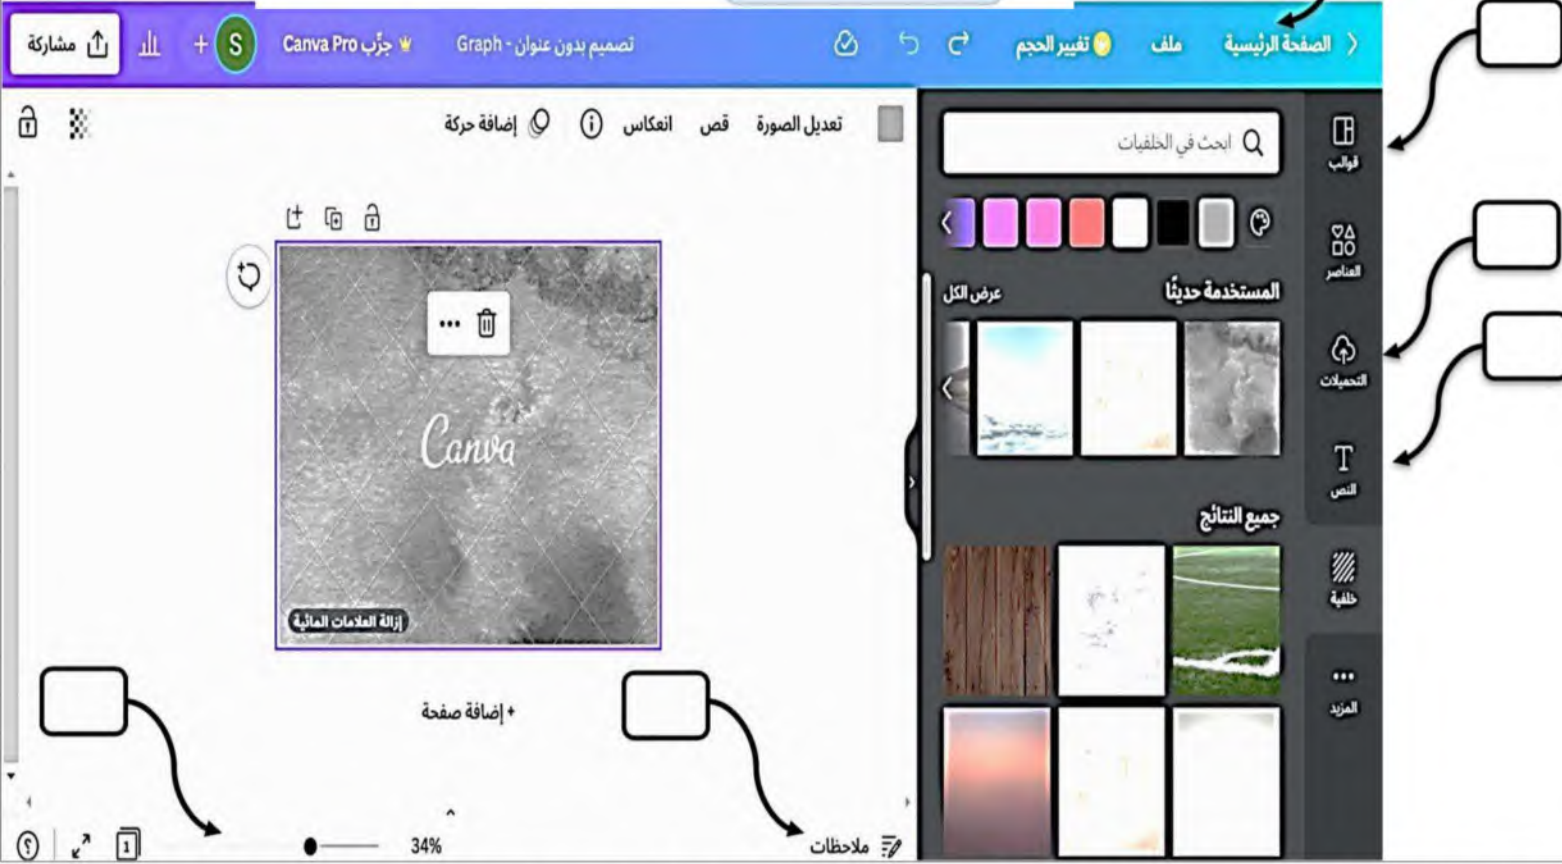 الصفحة الرئيسية
ملف
تغيير الحجم
تصميم بدون عنوان - Graph
جرِّب Canva Pro
S
+
مشاركة
تعديل الصورة
قص
انعكاس
إضافة حركة
ابحث في الخلفيات
قوالب
العناصر
التحميلات
النص
خلفية
المزيد
المستخدمة حديثًا
عرض الكل
جميع النتائج
Canva
إزالة العلامات المائية
+ إضافة صفحة
ملاحظات
34%
1
؟